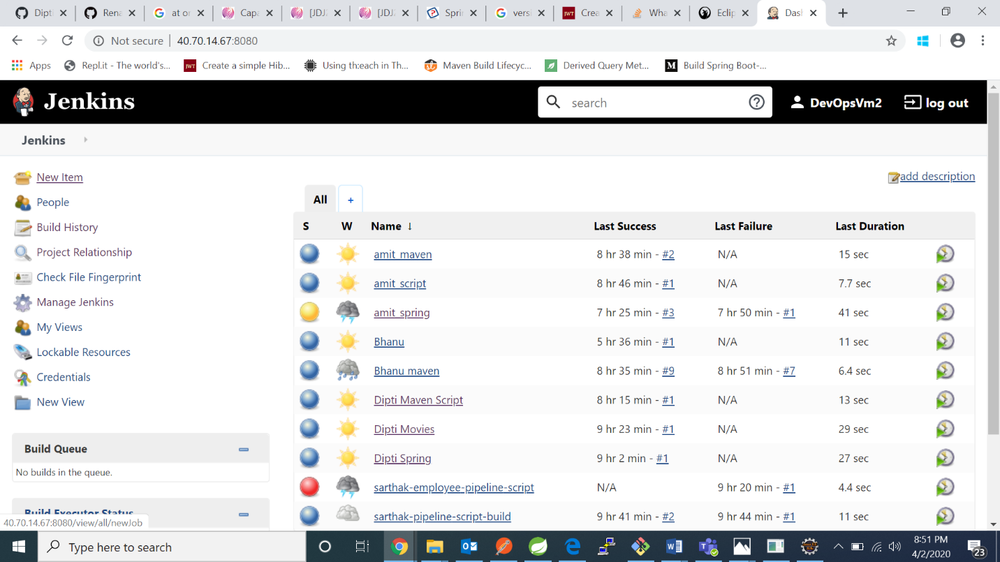 Dipti Rena at or Capa [JDJ [JDJ Sprin versi Crea Wha Eclip Das
Not secure 40.70.14.67:8080
Apps Repl.it - The world's... JWT Create a simple Hib... Using th:each in Th... Maven Build Lifecyc... Derived Query Met... M Build Spring Boot-...
Jenkins search DevOpsVm2 log out
Jenkins
New Item
People
Build History
Project Relationship
Check File Fingerprint
Manage Jenkins
My Views
Lockable Resources
Credentials
New View
Build Queue
No builds in the queue.
Build Executor Status
40.70.14.67:8080/view/all/newJob
add description
All +
S W Name ↓ Last Success Last Failure Last Duration
amit_maven 8 hr 38 min - #2 N/A 15 sec
amit_script 8 hr 46 min - #1 N/A 7.7 sec
amit_spring 7 hr 25 min - #3 7 hr 50 min - #1 41 sec
Bhanu 5 hr 36 min - #1 N/A 11 sec
Bhanu maven 8 hr 35 min - #9 8 hr 51 min - #7 6.4 sec
Dipti Maven Script 8 hr 15 min - #1 N/A 13 sec
Dipti Movies 9 hr 23 min - #1 N/A 29 sec
Dipti Spring 9 hr 2 min - #1 N/A 27 sec
sarthak-employee-pipeline-script N/A 9 hr 20 min - #1 4.4 sec
sarthak-pipeline-script-build 9 hr 41 min - #2 9 hr 44 min - #1 11 sec
Type here to search
8:51 PM
4/2/2020
23